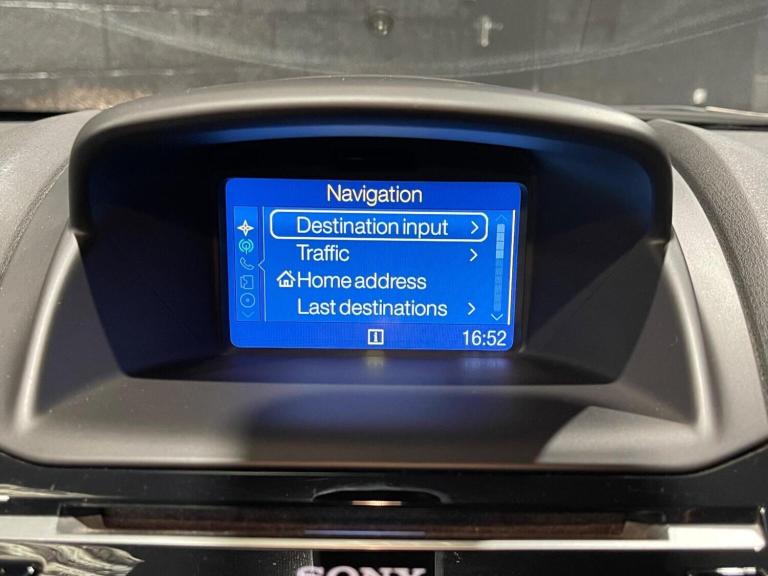 Navigation
Destination input
Traffic
Home address
Last destinations
i 16:52
SONY